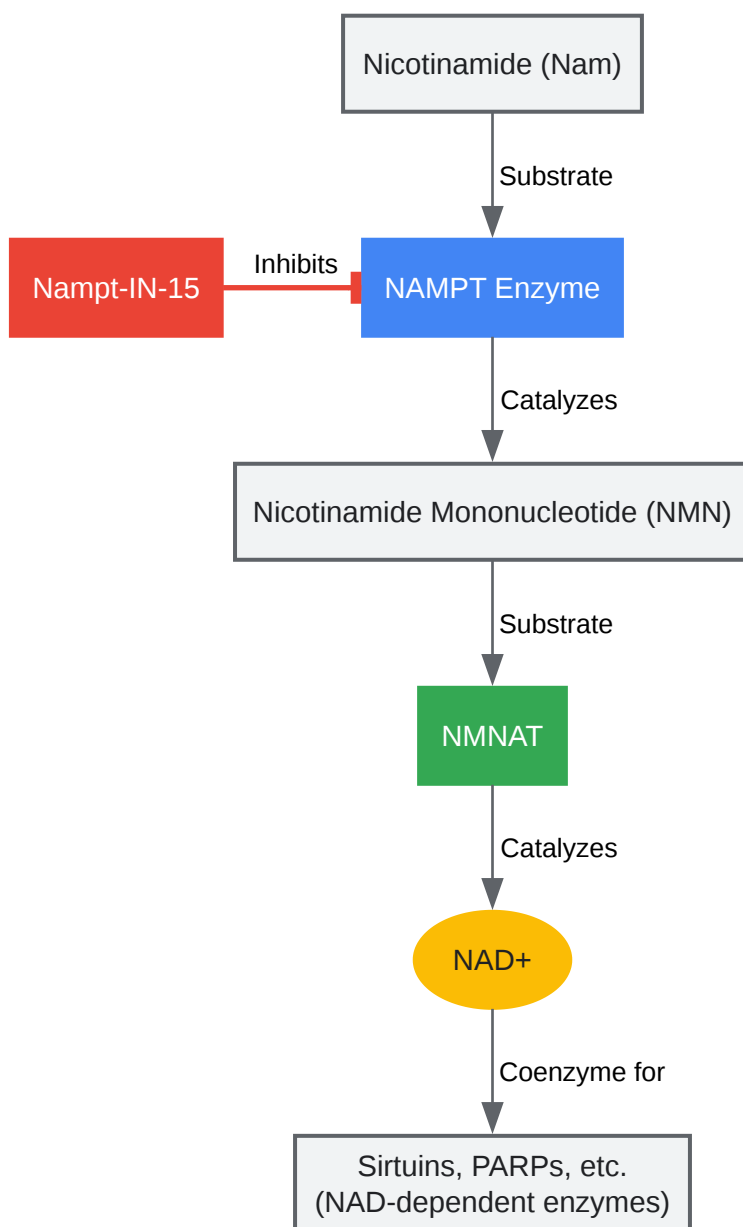 Nicotinamide (Nam)
Substrate
Inhibits
Nampt-IN-15
NAMPT Enzyme
Catalyzes
Nicotinamide Mononucleotide (NMN)
Substrate
NMNAT
Catalyzes
NAD+
Coenzyme for
Sirtuins, PARPs, etc.
(NAD-dependent enzymes)